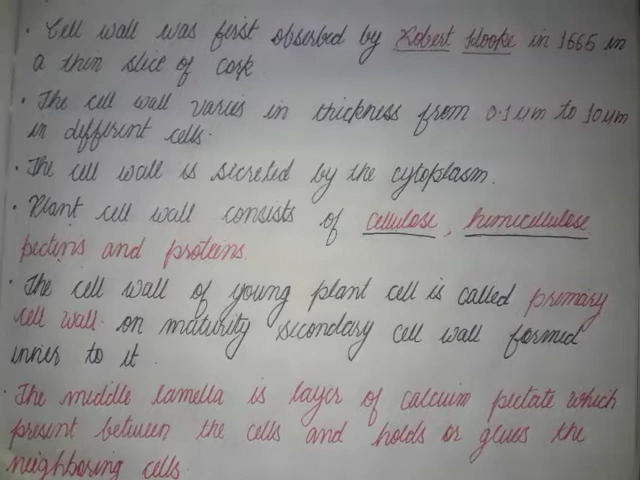 · Cell wall was first observed by Robert Hooke in 1665 in
a thin slice of cork
· The cell wall varies in thickness from 0.1 um to 10 um
in different cells.
· The cell wall is secreted by the cytoplasm.
· Plant cell wall consists of cellulose, hemicellulose
pectins and proteins.
· The cell wall of young plant cell is called primary
cell wall. on maturity secondary cell wall formed
inner to it.
· The middle lamella is layer of calcium pectate which
present between the cells and holds or glues the
neighboring cells.